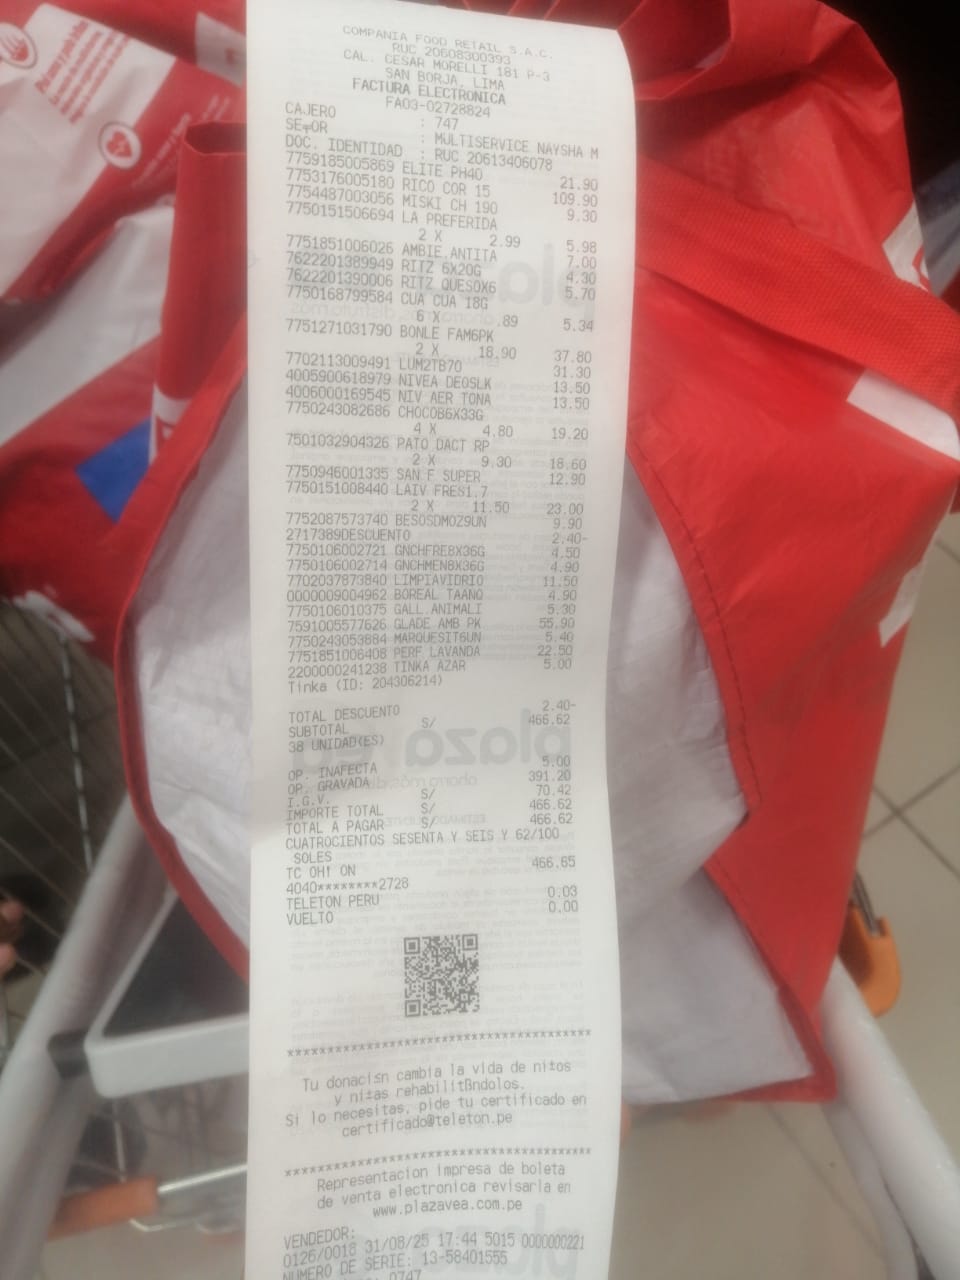 COMPANIA FOOD RETAIL S.A.C.
RUC 20608300393
CAL. CESAR MORELLI 181 P-3
SAN BORJA, LIMA
FACTURA ELECTRONICA
FA03-02728824
CAJERO : 747
SE╤OR : MULTISERVICE NAYSHA M
DOC. IDENTIDAD : RUC 20613406078
7759185005869 ELITE PH40 21.90
7753176005180 RICO COR 15 109.90
7754487003056 MISKI CH 190 9.30
7750151506694 LA PREFERIDA
2 X 2.99 5.98
7751851006026 AMBIE.ANTITA 7.00
7622201389949 RITZ 6X20G 4.30
7622201390006 RITZ QUESOX6 5.70
7750168799584 CUA CUA 18G
6 X .89 5.34
7751271031790 BONLE FAM6PK
2 X 18.90 37.80
7702113009491 LUM2TB70 31.30
4005900618979 NIVEA DEOSLK 13.50
4006000169545 NIV AER TONA 13.50
7750243082686 CHOCOB6X33G
4 X 4.80 19.20
7501032904326 PATO DACT RP
2 X 9.30 18.60
7750946001335 SAN F SUPER 12.90
7750151008440 LAIV FRES1.7
2 X 11.50 23.00
7752087573740 BESOSDMOZ9UN 9.90
2717389DESCUENTO 2.40-
7750106002721 GNCHFRE8X36G 4.50
7750106002714 GNCHMEN8X36G 4.90
7702037873840 LIMPIAVIDRIO 11.50
0000009004962 BOREAL TAANQ 4.90
7750106010375 GALL.ANIMALI 5.30
7591005577626 GLADE AMB PK 55.90
7750243053884 MARQUESIT6UN 5.40
7751851006408 PERF LAVANDA 22.50
2200000241238 TINKA AZAR 5.00
Tinka (ID: 204306214)
TOTAL DESCUENTO 2.40-
SUBTOTAL S/ 466.62
38 UNIDAD(ES)
OP. INAFECTA 5.00
OP. GRAVADA 391.20
I.G.V. S/ 70.42
IMPORTE TOTAL S/ 466.62
TOTAL A PAGAR S/ 466.62
CUATROCIENTOS SESENTA Y SEIS Y 62/100
SOLES
TC OH! ON 466.65
4040********2728
TELETON PERU 0.03
VUELTO 0.00
***************************************
Tu donación cambia la vida de ni±os
y ni±as rehabilitßndolos.
Si lo necesitas, pide tu certificado en
certificado@teleton.pe
***************************************
Representacion impresa de boleta
de venta electronica revisarla en
www.plazavea.com.pe
VENDEDOR:
0126/0018 31/08/25 17:44 5015 0000000221
NUMERO DE SERIE: 13-58401555
: 0747